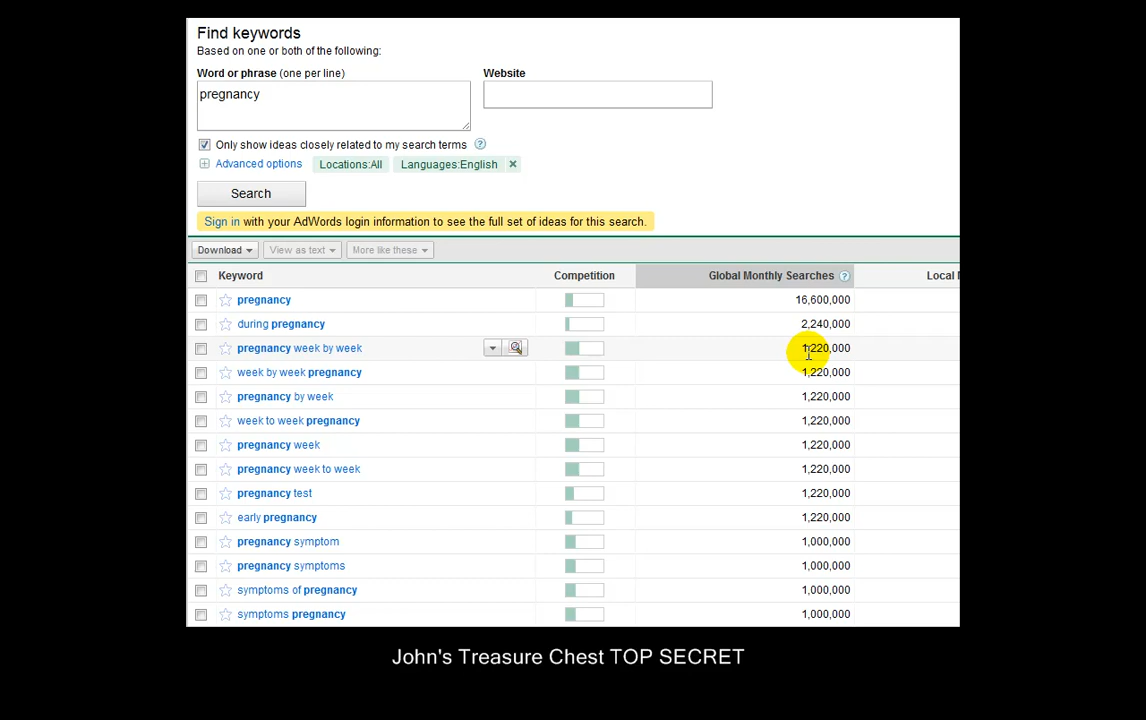 Find keywords
Based on one or both of the following:
Word or phrase (one per line) Website
pregnancy
Only show ideas closely related to my search terms ?
Advanced options Locations:All Languages:English ×
Search
Sign in with your AdWords login information to see the full set of ideas for this search.
Download View as text More like these
Keyword Competition Global Monthly Searches ? Local
pregnancy 16,600,000
during pregnancy 2,240,000
pregnancy week by week 1,220,000
week by week pregnancy 1,220,000
pregnancy by week 1,220,000
week to week pregnancy 1,220,000
pregnancy week 1,220,000
pregnancy week to week 1,220,000
pregnancy test 1,220,000
early pregnancy 1,220,000
pregnancy symptom 1,000,000
pregnancy symptoms 1,000,000
symptoms of pregnancy 1,000,000
symptoms pregnancy 1,000,000
John's Treasure Chest TOP SECRET